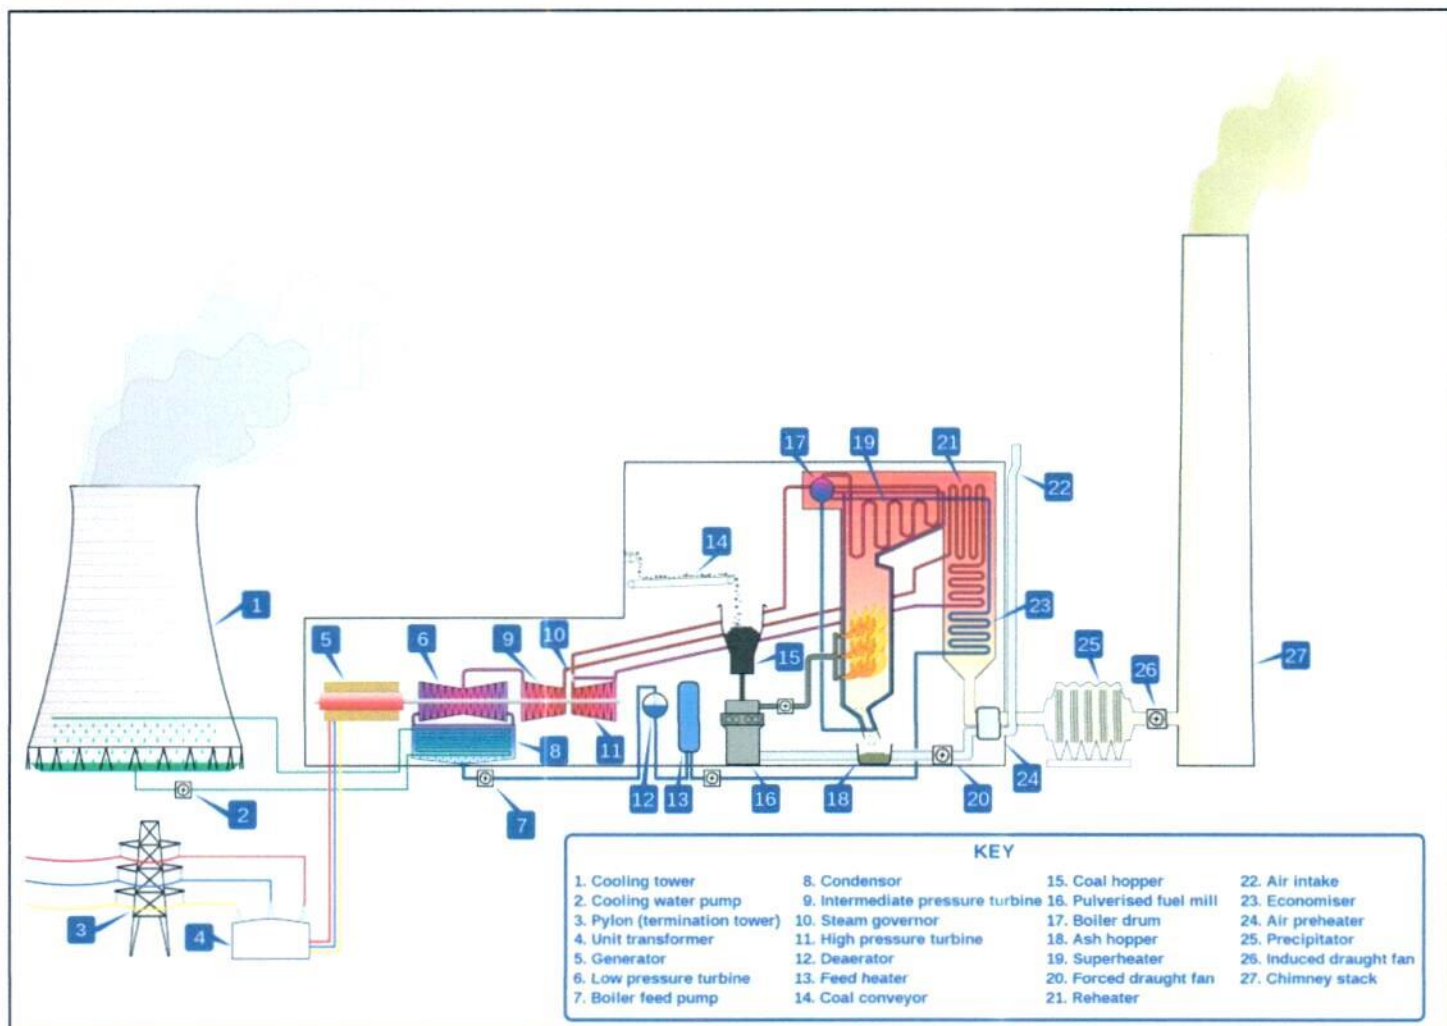 17
19
21
22
14
1
23
10
5
6
9
15
25
26
27
8
11
12
13
16
18
20
24
2
7
3
4
KEY
1. Cooling tower
2. Cooling water pump
3. Pylon (termination tower)
4. Unit transformer
5. Generator
6. Low pressure turbine
7. Boiler feed pump
8. Condensor
9. Intermediate pressure turbine
10. Steam governor
11. High pressure turbine
12. Deaerator
13. Feed heater
14. Coal conveyor
15. Coal hopper
16. Pulverised fuel mill
17. Boiler drum
18. Ash hopper
19. Superheater
20. Forced draught fan
21. Reheater
22. Air intake
23. Economiser
24. Air preheater
25. Precipitator
26. Induced draught fan
27. Chimney stack